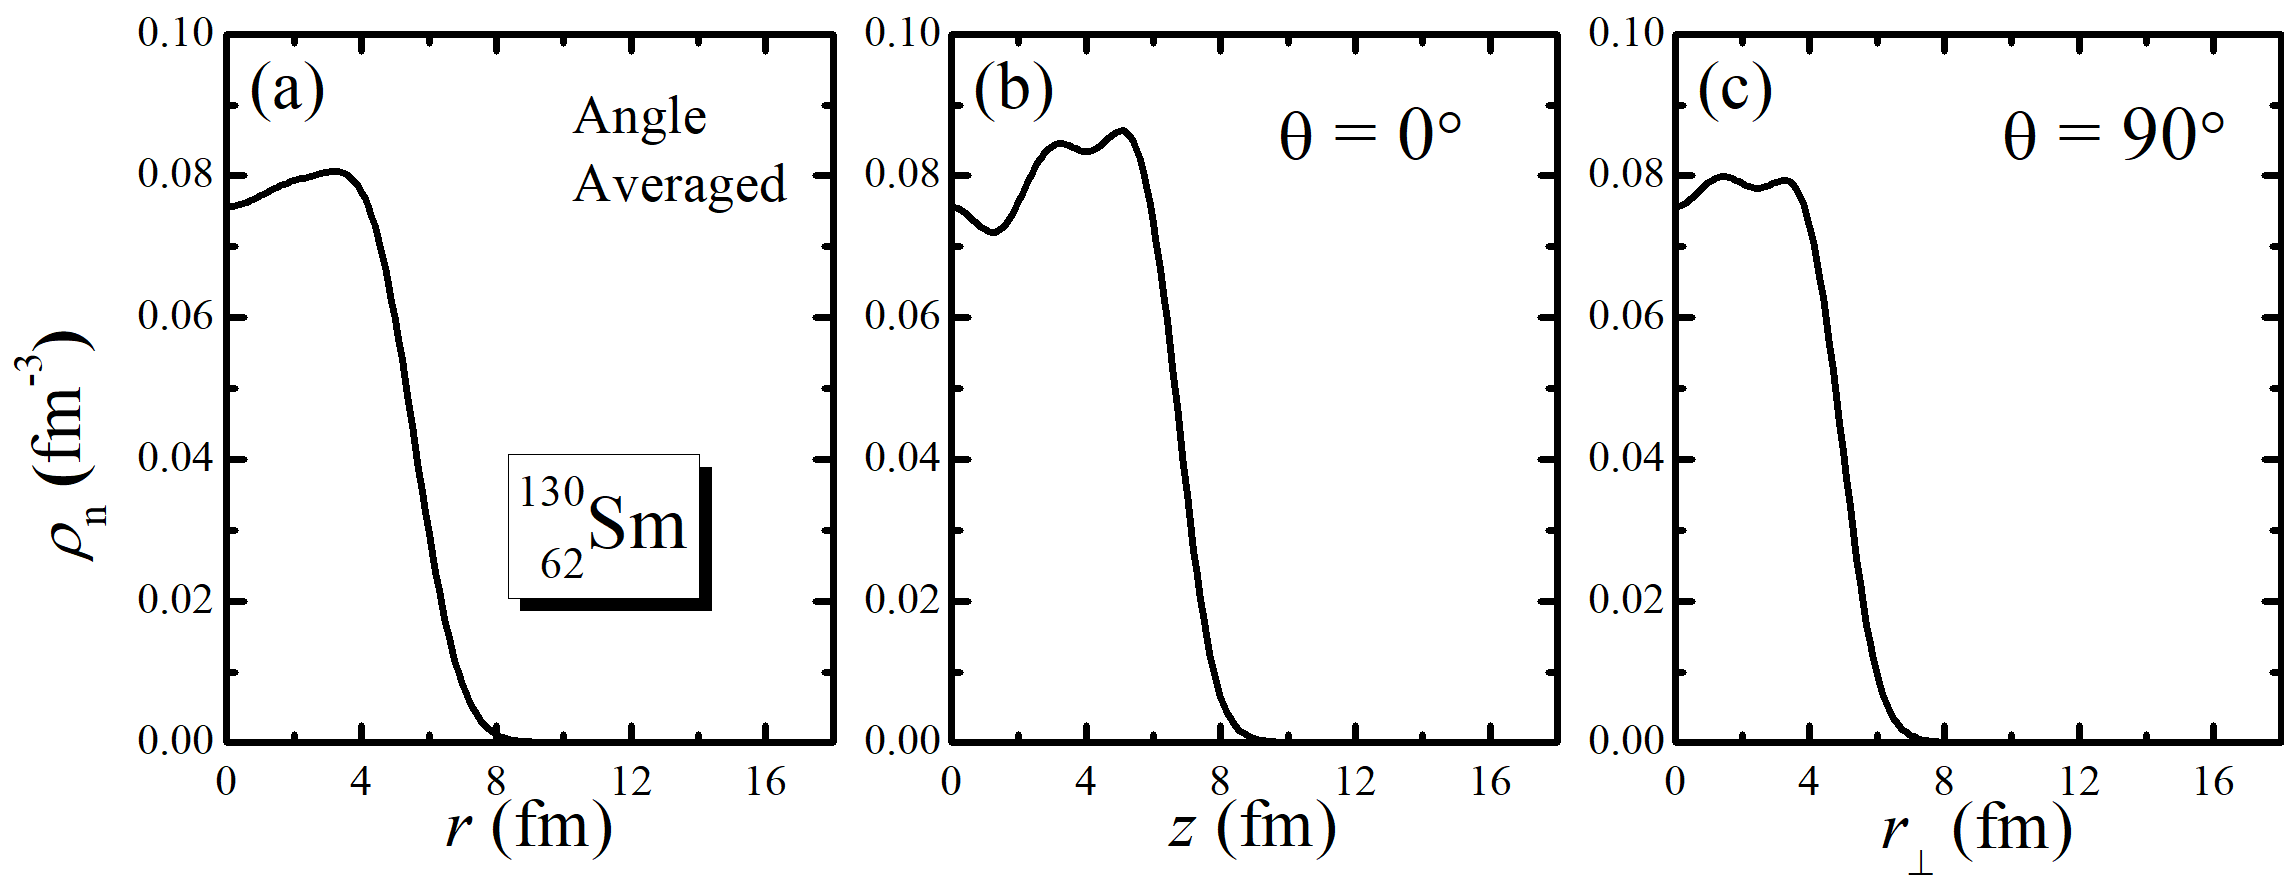 0.10
0.08
0.06
0.04
0.02
0.00
ρn (fm-3)
(a)
Angle
Averaged
130
62Sm
0 4 8 12 16
r (fm)
0.10
0.08
0.06
0.04
0.02
0.00
(b)
θ = 0°
0 4 8 12 16
z (fm)
0.10
0.08
0.06
0.04
0.02
0.00
(c)
θ = 90°
0 4 8 12 16
r⊥ (fm)